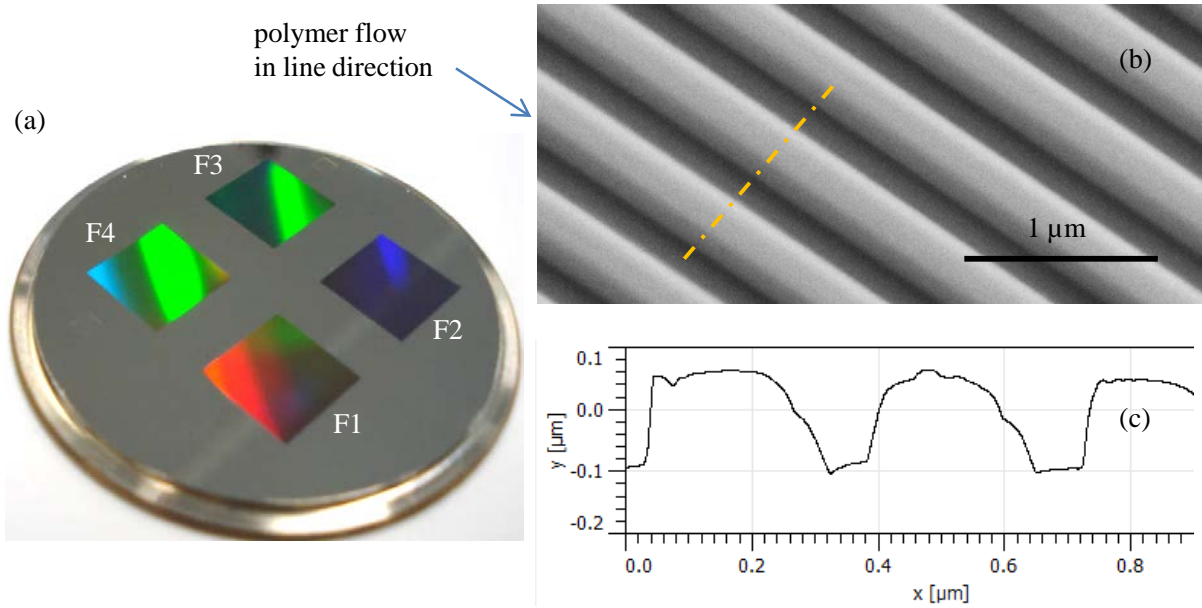 polymer flow
in line direction
(a)
F3
F4
F2
F1
(b)
1 µm
(c)
y [µm]
0.1
0.0
-0.1
-0.2
0.0 0.2 0.4 0.6 0.8
x [µm]